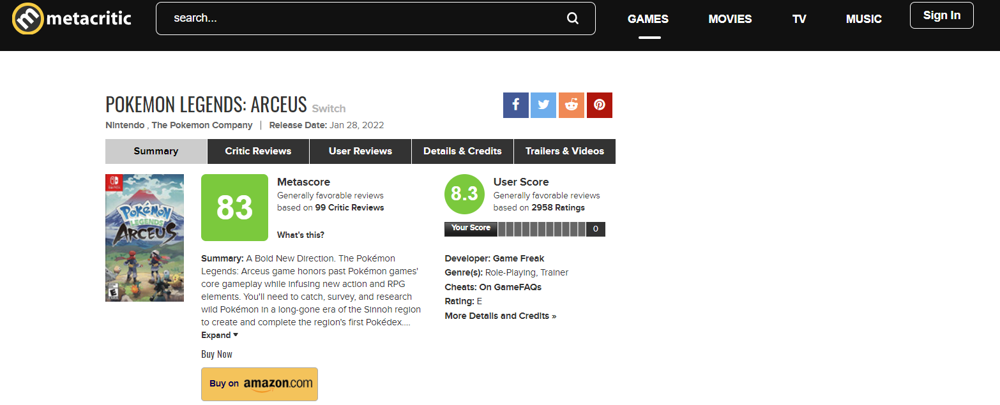 metacritic
search...
GAMES
MOVIES
TV
MUSIC
Sign In
POKEMON LEGENDS: ARCEUS Switch
Nintendo , The Pokemon Company | Release Date: Jan 28, 2022
Summary
Critic Reviews
User Reviews
Details & Credits
Trailers & Videos
POKéMON
LEGENDS
ARCEUS
E
83
Metascore
Generally favorable reviews
based on 99 Critic Reviews
What's this?
8.3
User Score
Generally favorable reviews
based on 2958 Ratings
Your Score
0
Summary: A Bold New Direction. The Pokémon
Legends: Arceus game honors past Pokémon games'
core gameplay while infusing new action and RPG
elements. You'll need to catch, survey, and research
wild Pokémon in a long-gone era of the Sinnoh region
to create and complete the region's first Pokédex....
Expand
Developer: Game Freak
Genre(s): Role-Playing, Trainer
Cheats: On GameFAQs
Rating: E
More Details and Credits »
Buy Now
Buy on amazon.com